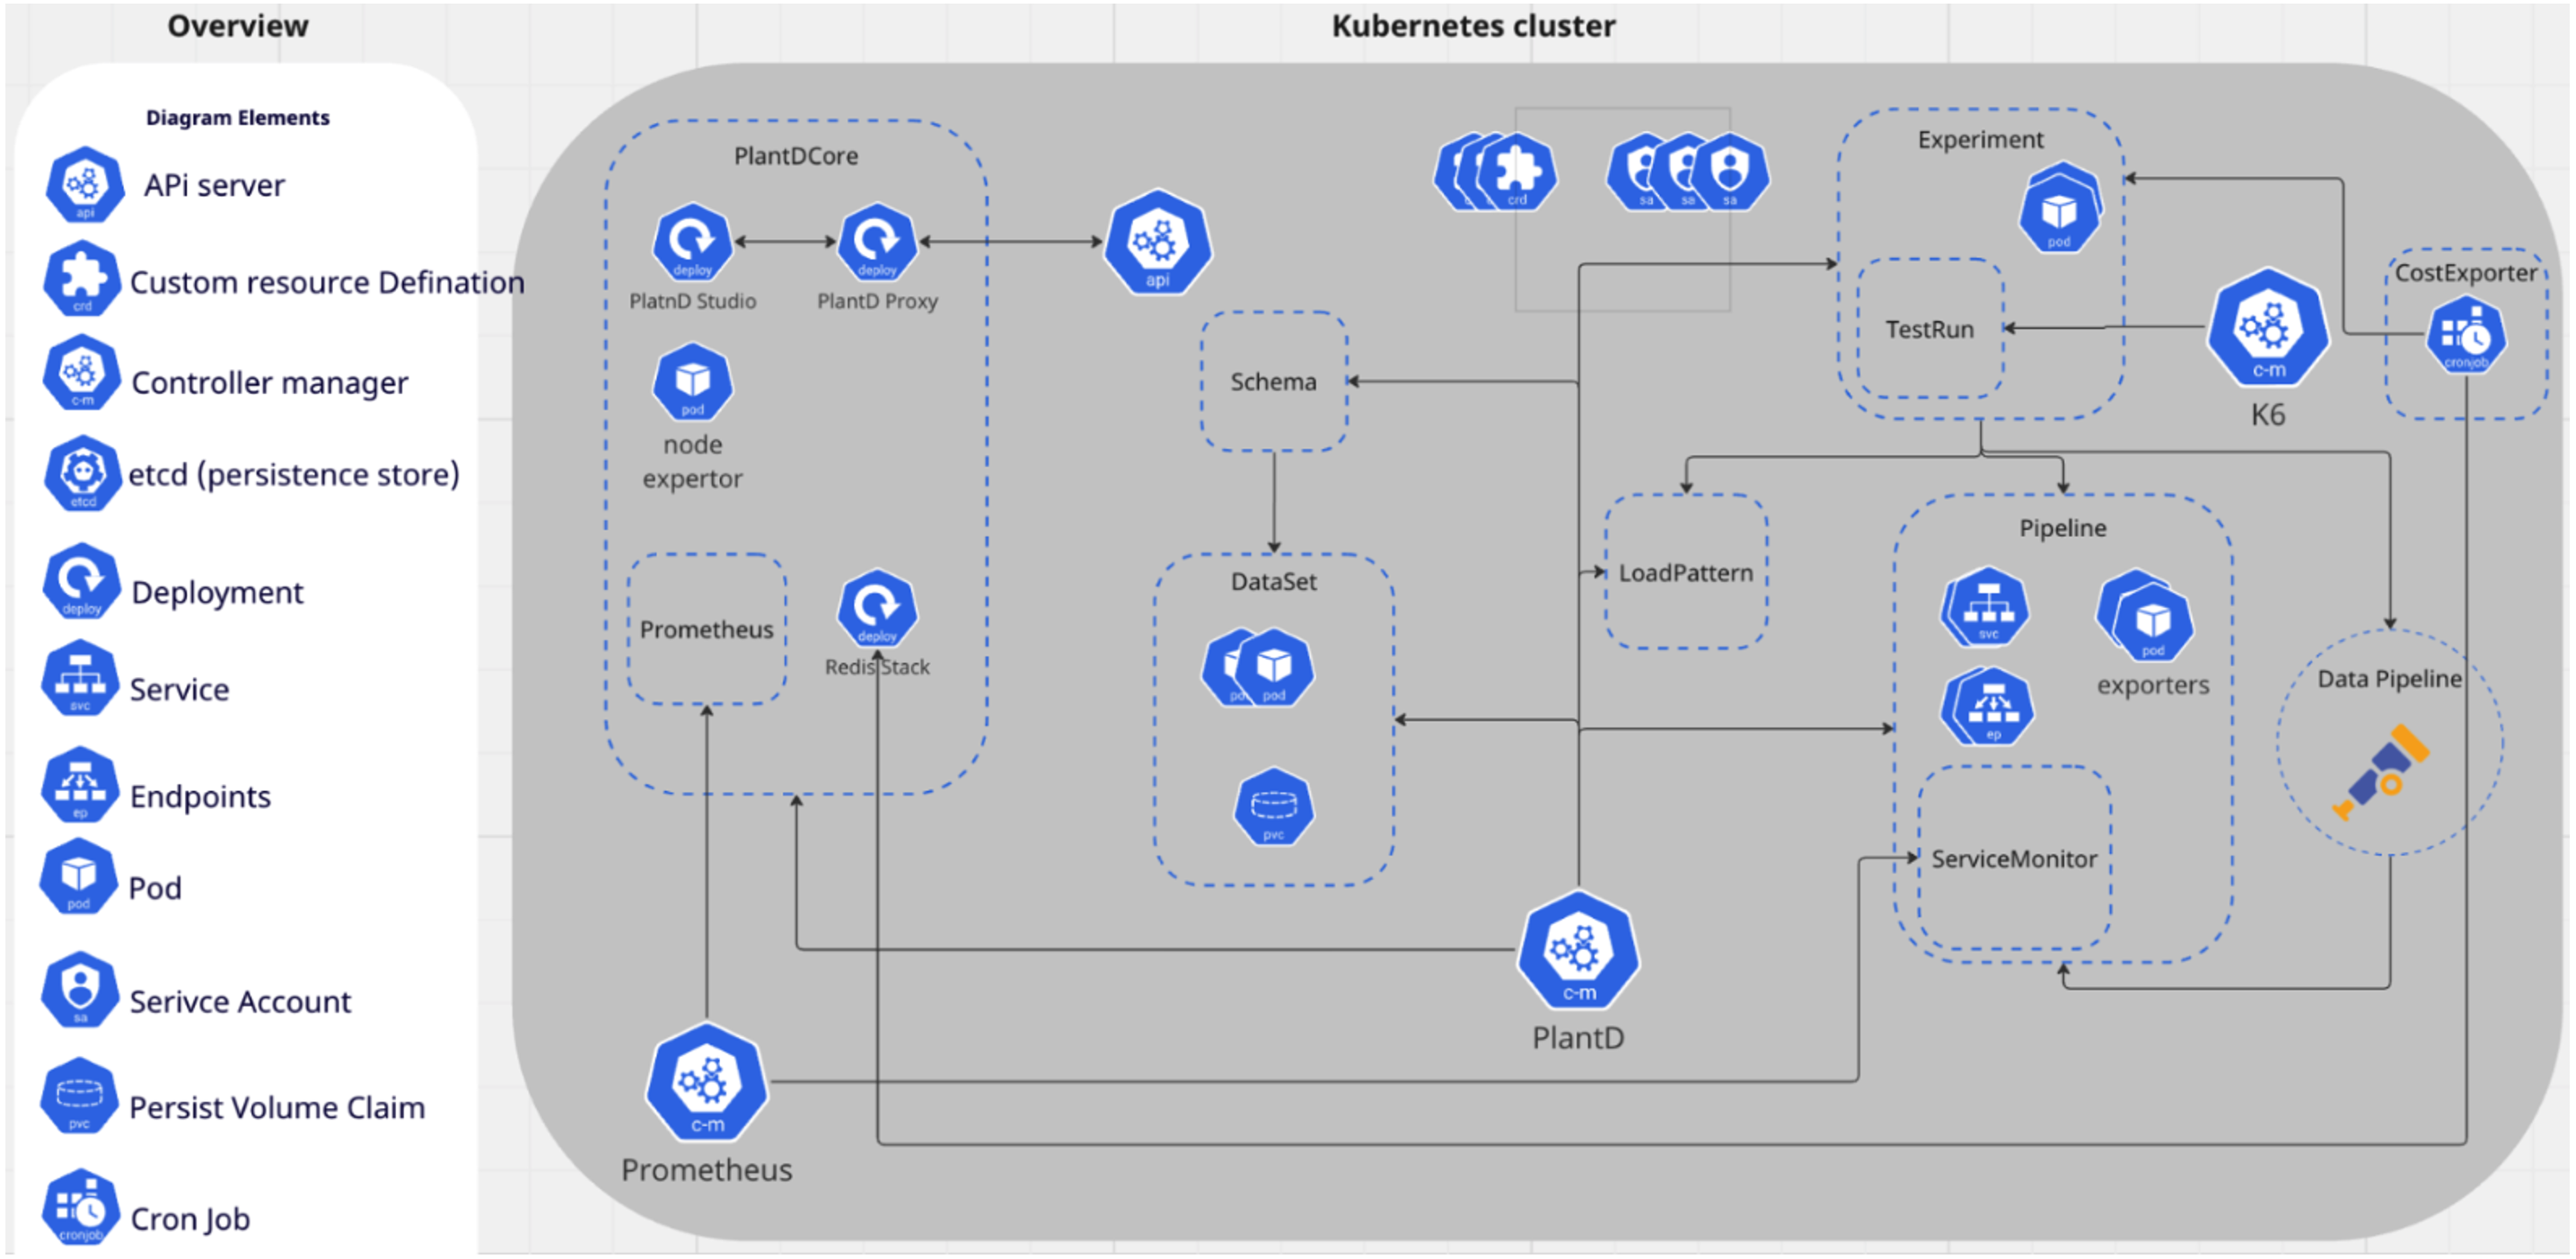 Overview
Diagram Elements
api
APi server
crd
Custom resource Defination
c-m
Controller manager
etcd
etcd (persistence store)
deploy
Deployment
svc
Service
ep
Endpoints
pod
Pod
sa
Serivce Account
pvc
Persist Volume Claim
cronjob
Cron Job
Kubernetes cluster
PlantDCore
deploy
PlatnD Studio
deploy
PlantD Proxy
pod
node
expertor
Prometheus
deploy
Redis Stack
api
Schema
DataSet
pod
pvc
crd
sa
sa
sa
Experiment
pod
TestRun
c-m
K6
CostExporter
cronjob
LoadPattern
Pipeline
svc
pod
exporters
ep
ServiceMonitor
Data Pipeline
c-m
PlantD
c-m
Prometheus